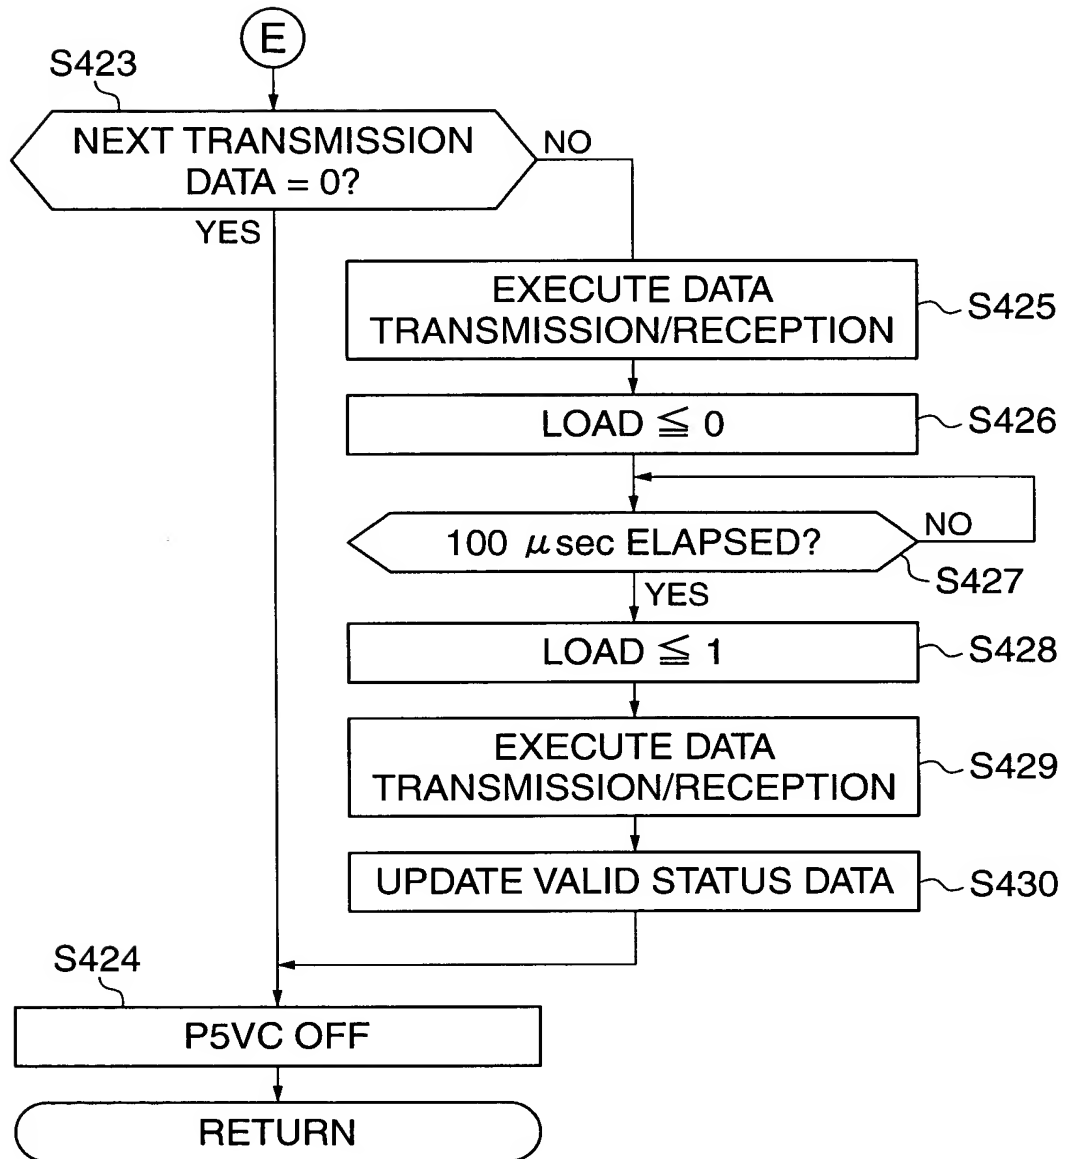 E
S423
NEXT TRANSMISSION
DATA = 0?
NO
YES
EXECUTE DATA
TRANSMISSION/RECEPTION
S425
LOAD ≦ 0
S426
100 μsec ELAPSED?
NO
S427
YES
LOAD ≦ 1
S428
EXECUTE DATA
TRANSMISSION/RECEPTION
S429
UPDATE VALID STATUS DATA
S430
S424
P5VC OFF
RETURN